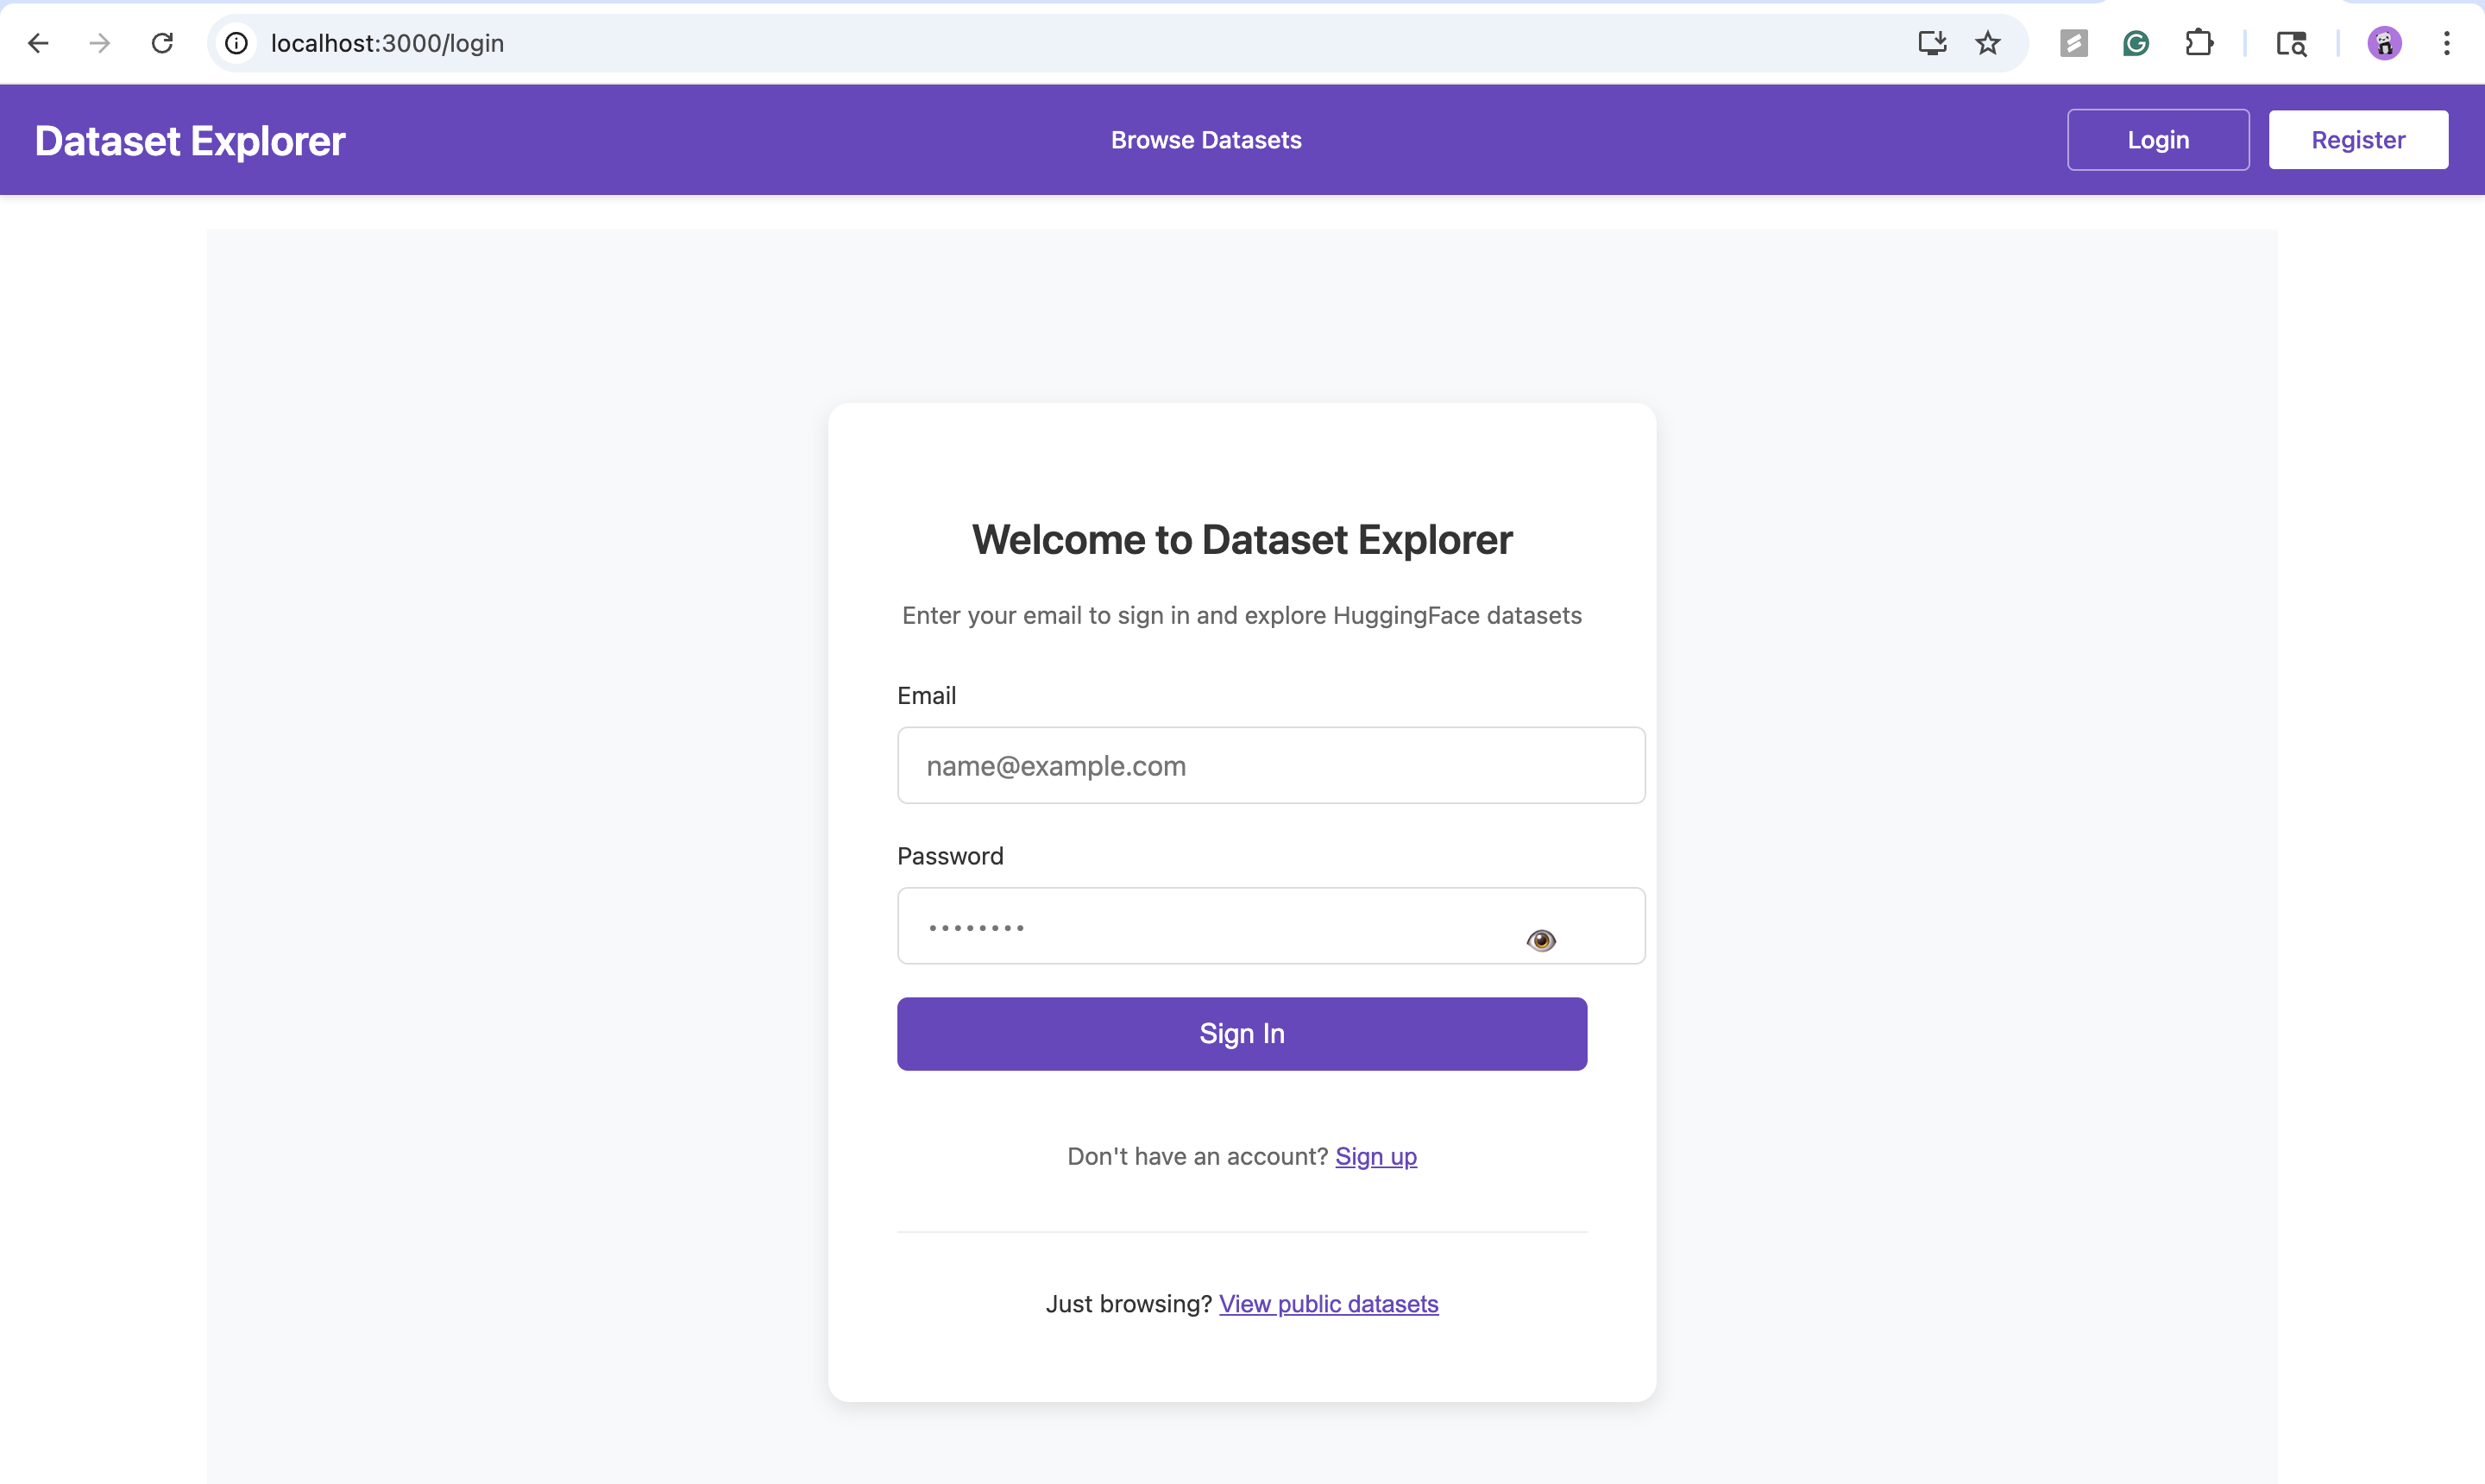 localhost:3000/login
Dataset Explorer
Browse Datasets
Login
Register
Welcome to Dataset Explorer
Enter your email to sign in and explore HuggingFace datasets
Email
name@example.com
Password
Sign In
Don't have an account? Sign up
Just browsing? View public datasets